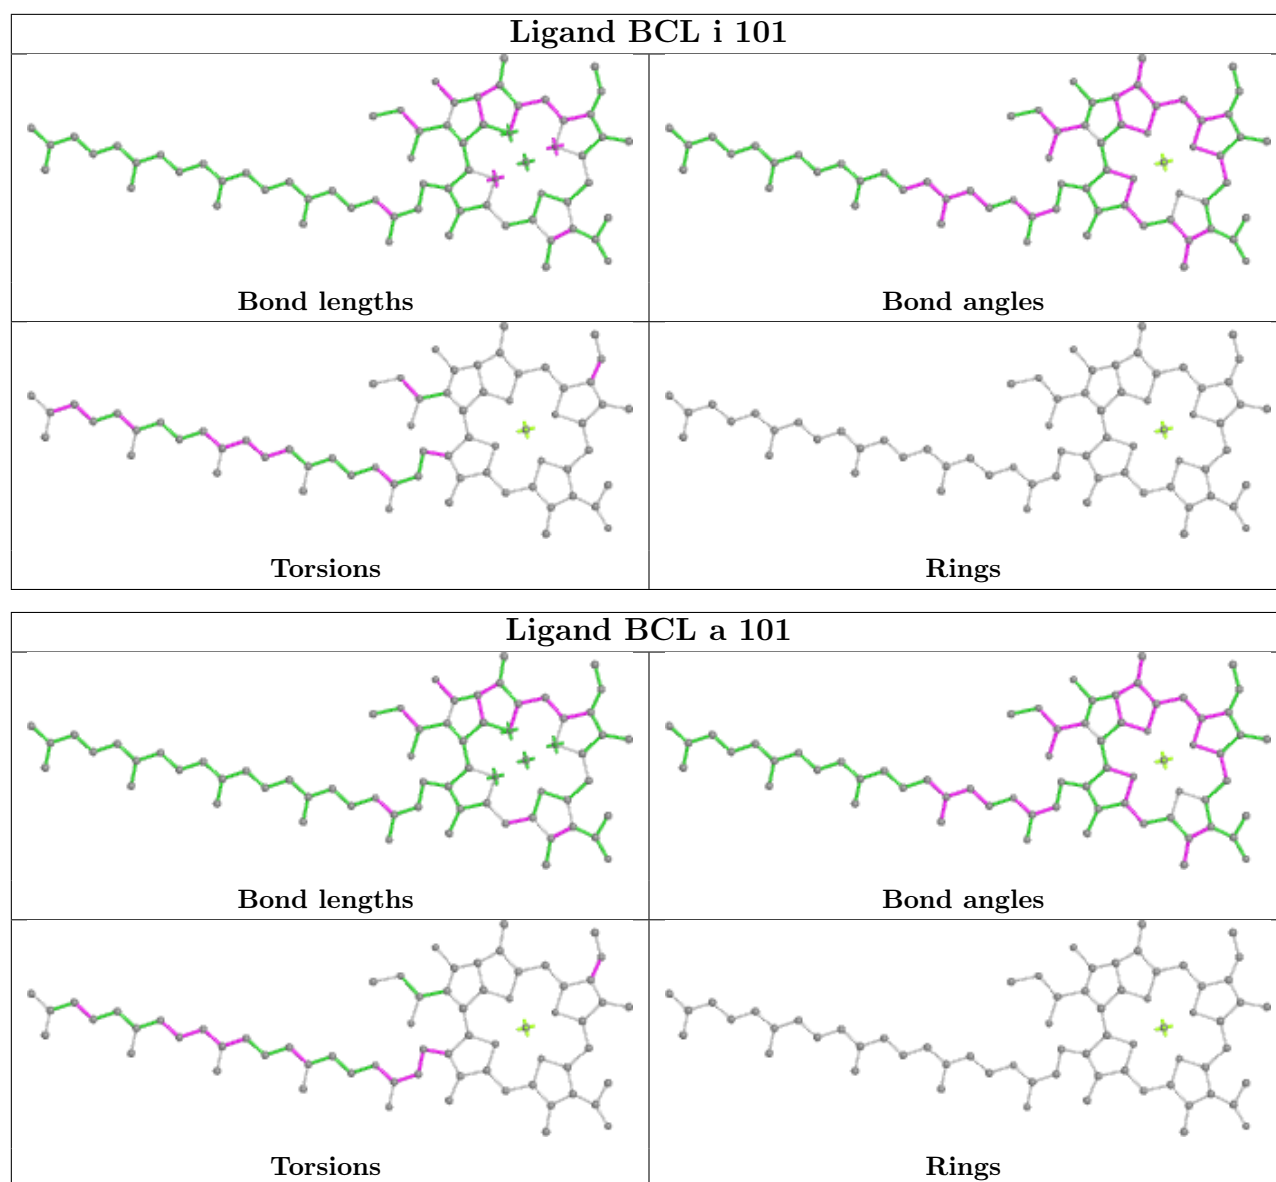 Ligand BCL i 101
Bond lengths
Bond angles
Torsions
Rings
Ligand BCL a 101
Bond lengths
Bond angles
Torsions
Rings